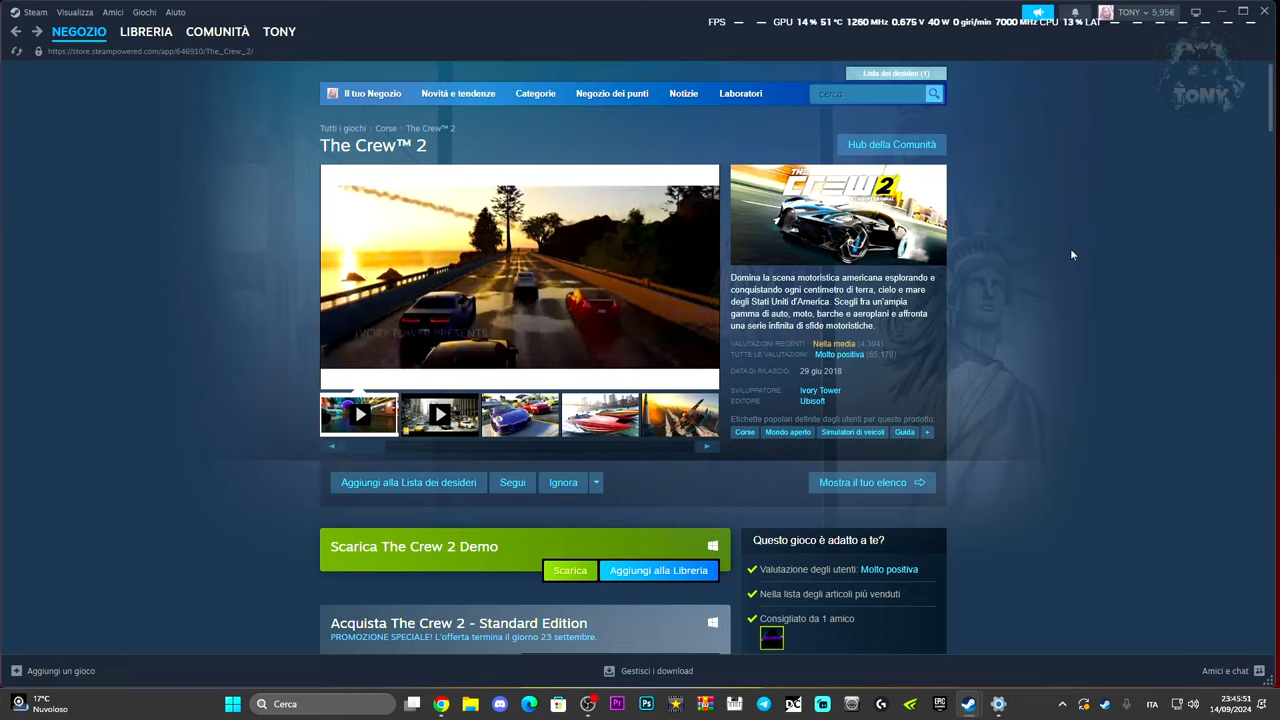 Steam Visualizza Amici Giochi Aiuto
TONY 5,95€
FPS — — GPU 14 % 51 °C 1260 MHz 0.675 V 40 W 0 giri/min 7000 MHz CPU 13 % LAT
NEGOZIO LIBRERIA COMUNITÀ TONY
https://store.steampowered.com/app/646910/The_Crew_2/
TONY
Lista dei desideri (1)
Il tuo Negozio Novità e tendenze Categorie Negozio dei punti Notizie Laboratori cerca
Tutti i giochi > Corse > The Crew™ 2
The Crew™ 2
Hub della Comunità
THE CREW 2
IVORY TOWER PRESENTS
Domina la scena motoristica americana esplorando e
conquistando ogni centimetro di terra, cielo e mare
degli Stati Uniti d'America. Scegli fra un'ampia
gamma di auto, moto, barche e aeroplani e affronta
una serie infinita di sfide motoristiche.
VALUTAZIONI RECENTI: Nella media (4,394)
TUTTE LE VALUTAZIONI: Molto positiva (65,178)
DATA DI RILASCIO: 29 giu 2018
SVILUPPATORE: Ivory Tower
EDITORE: Ubisoft
Etichette popolari definite dagli utenti per questo prodotto:
Corse Mondo aperto Simulatori di veicoli Guida +
Aggiungi alla Lista dei desideri Segui Ignora Mostra il tuo elenco
Scarica The Crew 2 Demo
Scarica Aggiungi alla Libreria
Questo gioco è adatto a te?
Valutazione degli utenti: Molto positiva
Nella lista degli articoli più venduti
Consigliato da 1 amico
Acquista The Crew 2 - Standard Edition
PROMOZIONE SPECIALE! L'offerta termina il giorno 23 settembre.
Aggiungi un gioco Gestisci i download Amici e chat
17°C
Nuvoloso
Cerca
ITA
23:45:51
14/09/2024